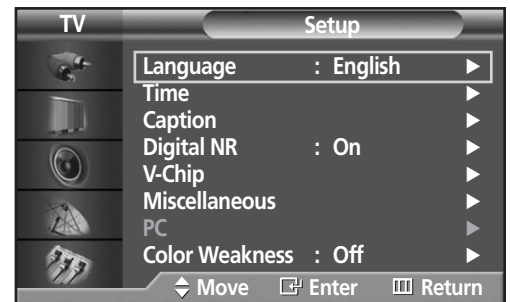 TV Setup
Language : English
Time
Caption
Digital NR : On
V-Chip
Miscellaneous
PC
Color Weakness : Off
Move Enter Return